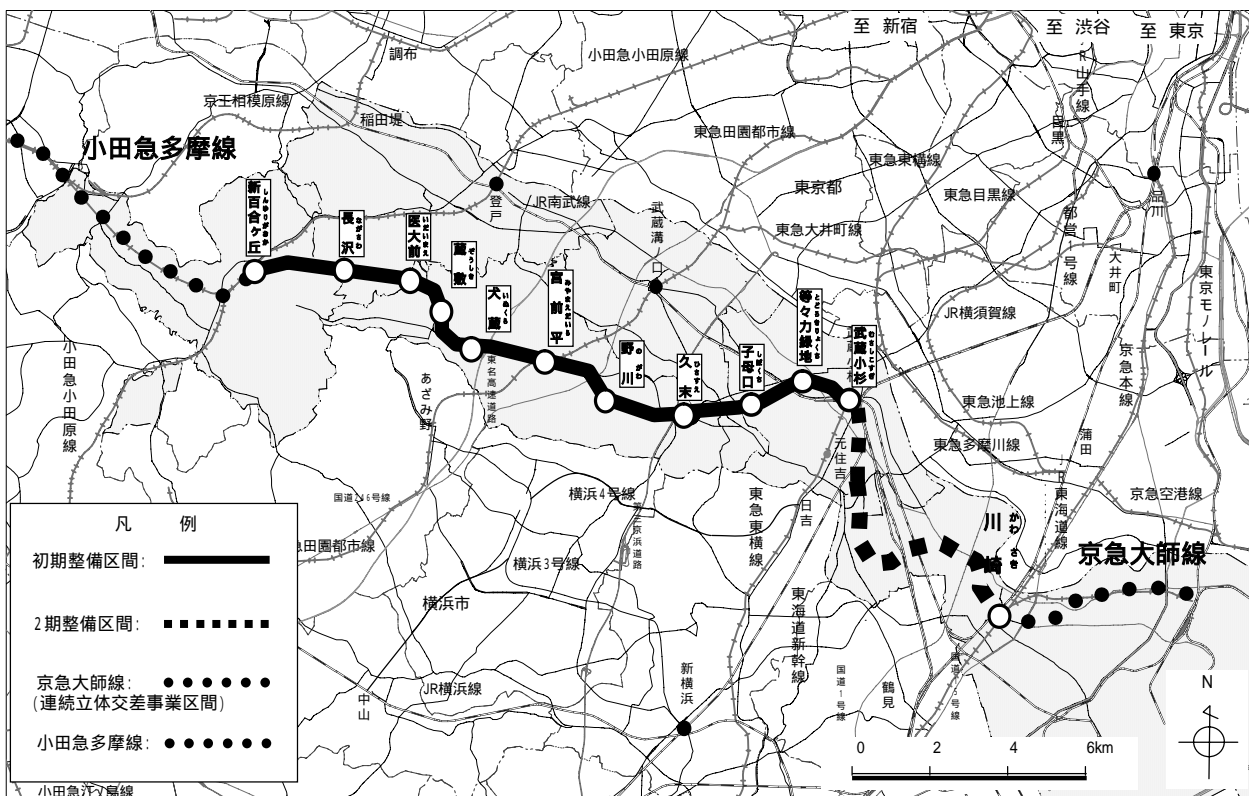 至 新宿
至 渋谷
至 東京
調布
小田急小田原線
JR山手線
京王相模原線
稲田堤
目黒
小田急多摩線
東急田園都市線
東急東横線
品川
登戸
JR南武線
東京都
東急目黒線
武蔵溝ノ口
東急大井町線
都営1号線
大井町
東京モノレール
新百合ヶ丘
しんゆりがおか
長沢
ながさわ
医大前
いだいまえ
蔵敷
ぞうしき
犬蔵
いぬくら
宮前平
みやまえだいら
野川
のがわ
久末
ひさすえ
子母口
しぼくち
等々力緑地
とどろきりょくち
武蔵小杉
むさしこすぎ
JR横須賀線
京急本線
小田急小田原線
あざみ野
東名高速道路
東急池上線
東急多摩川線
蒲田
元住吉
日吉
JR東海道線
京急空港線
国道246号線
横浜4号線
第三京浜道路
東急東横線
川崎
かわさき
京急大師線
急田園都市線
横浜3号線
横浜市
東海道新幹線
JR横浜線
中山
新横浜
国道1号線
鶴見
国道15号線
凡 例
初期整備区間:
2期整備区間:
京急大師線:
(連続立体交差事業区間)
小田急多摩線:
小田急江ノ島線
0 2 4 6km
N